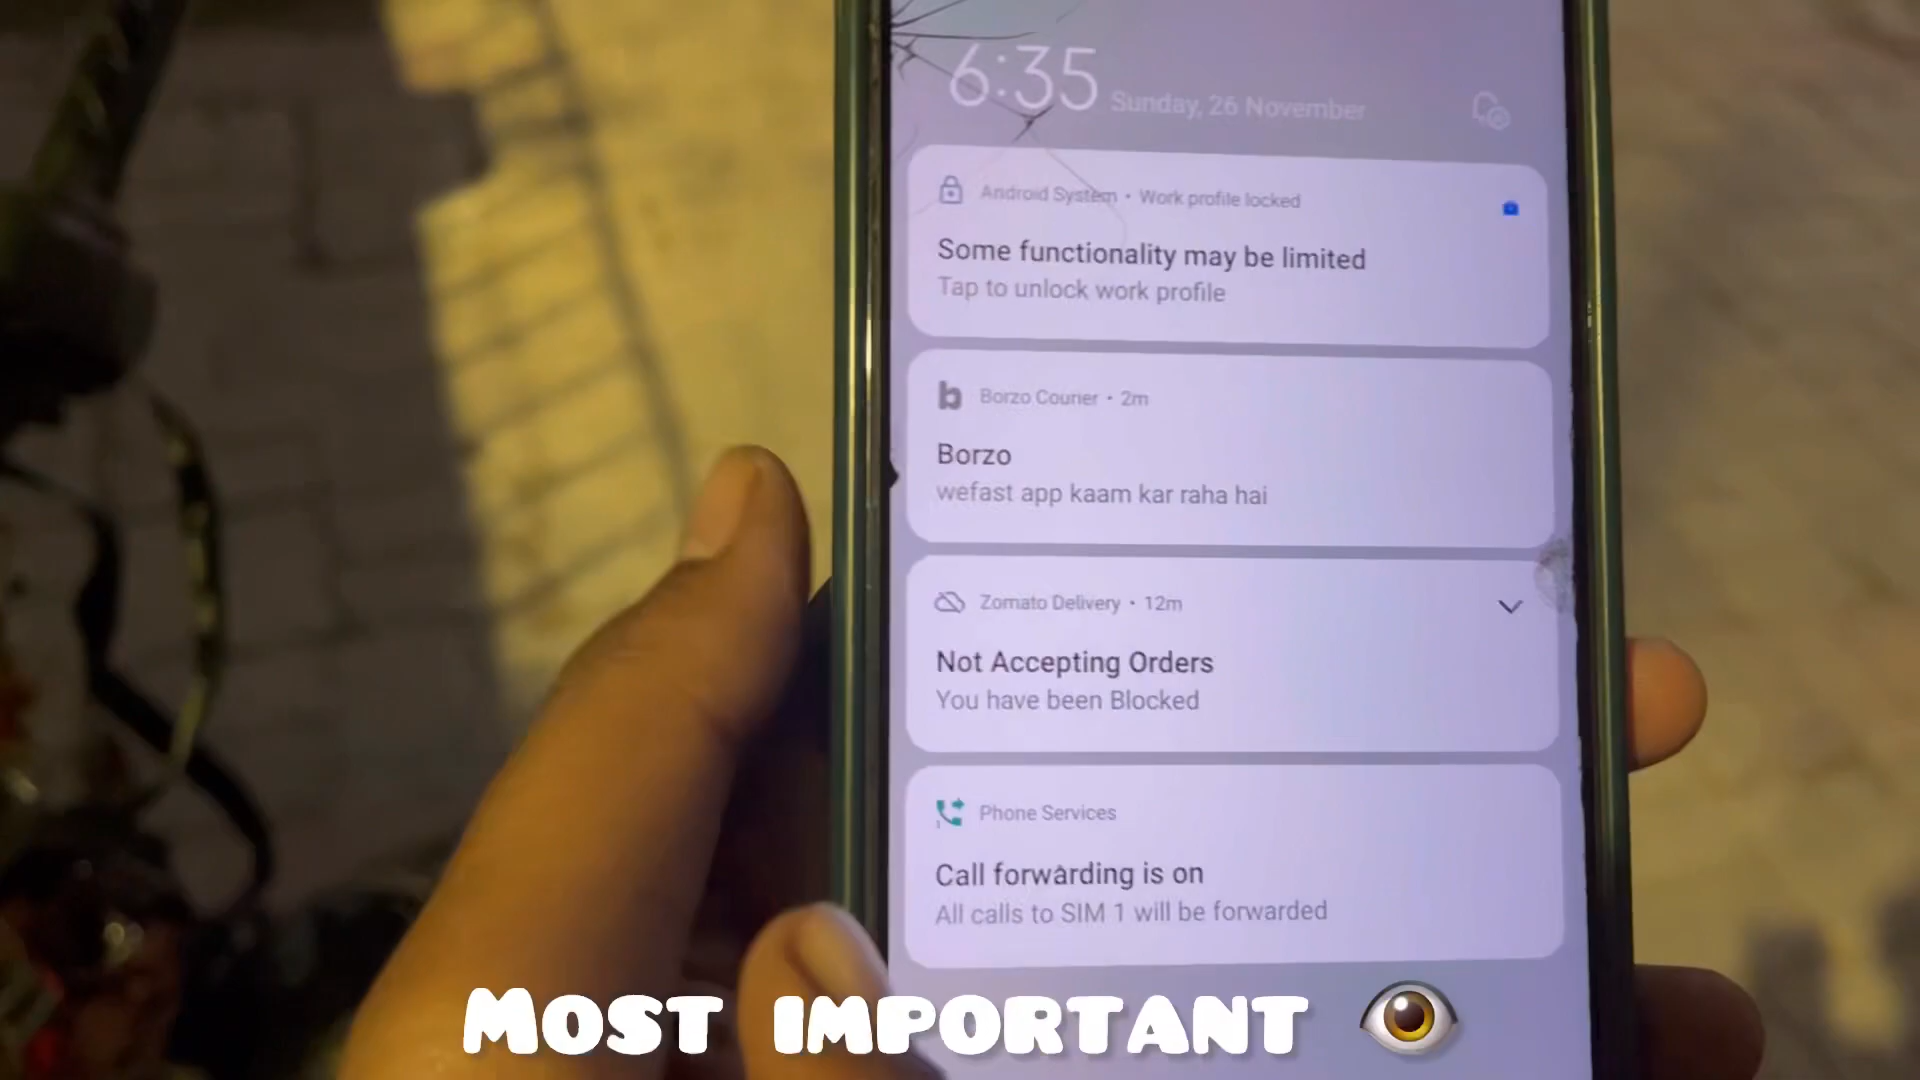 6:35 Sunday, 26 November
Android System • Work profile locked
Some functionality may be limited
Tap to unlock work profile
b Borzo Courier • 2m
Borzo
wefast app kaam kar raha hai
Zomato Delivery • 12m
Not Accepting Orders
You have been Blocked
Phone Services
Call forwarding is on
All calls to SIM 1 will be forwarded
MOST IMPORTANT